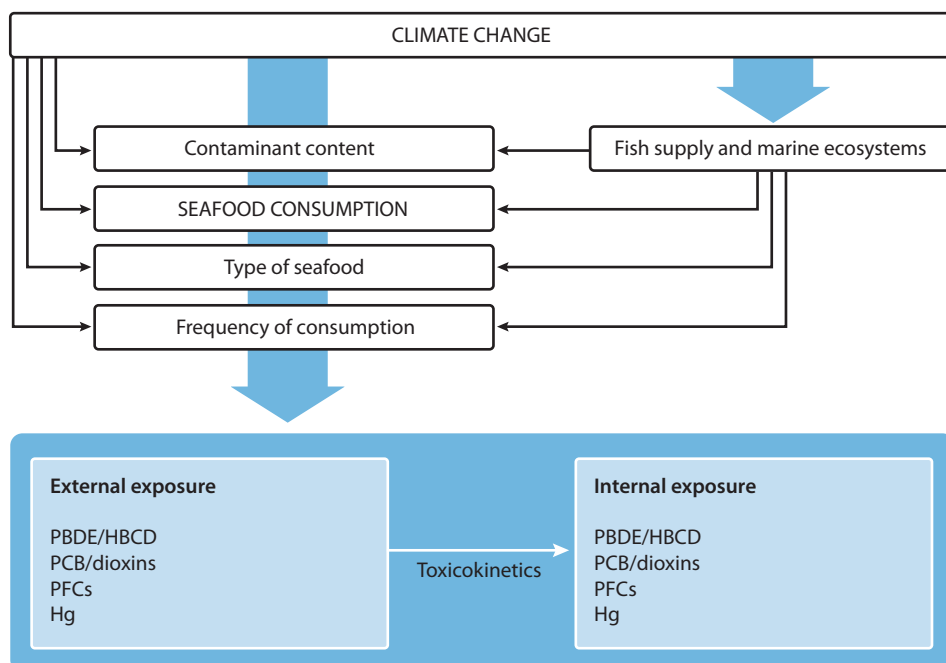 CLIMATE CHANGE
Contaminant content
Fish supply and marine ecosystems
SEAFOOD CONSUMPTION
Type of seafood
Frequency of consumption
External exposure
PBDE/HBCD
PCB/dioxins
PFCs
Hg
Toxicokinetics
Internal exposure
PBDE/HBCD
PCB/dioxins
PFCs
Hg